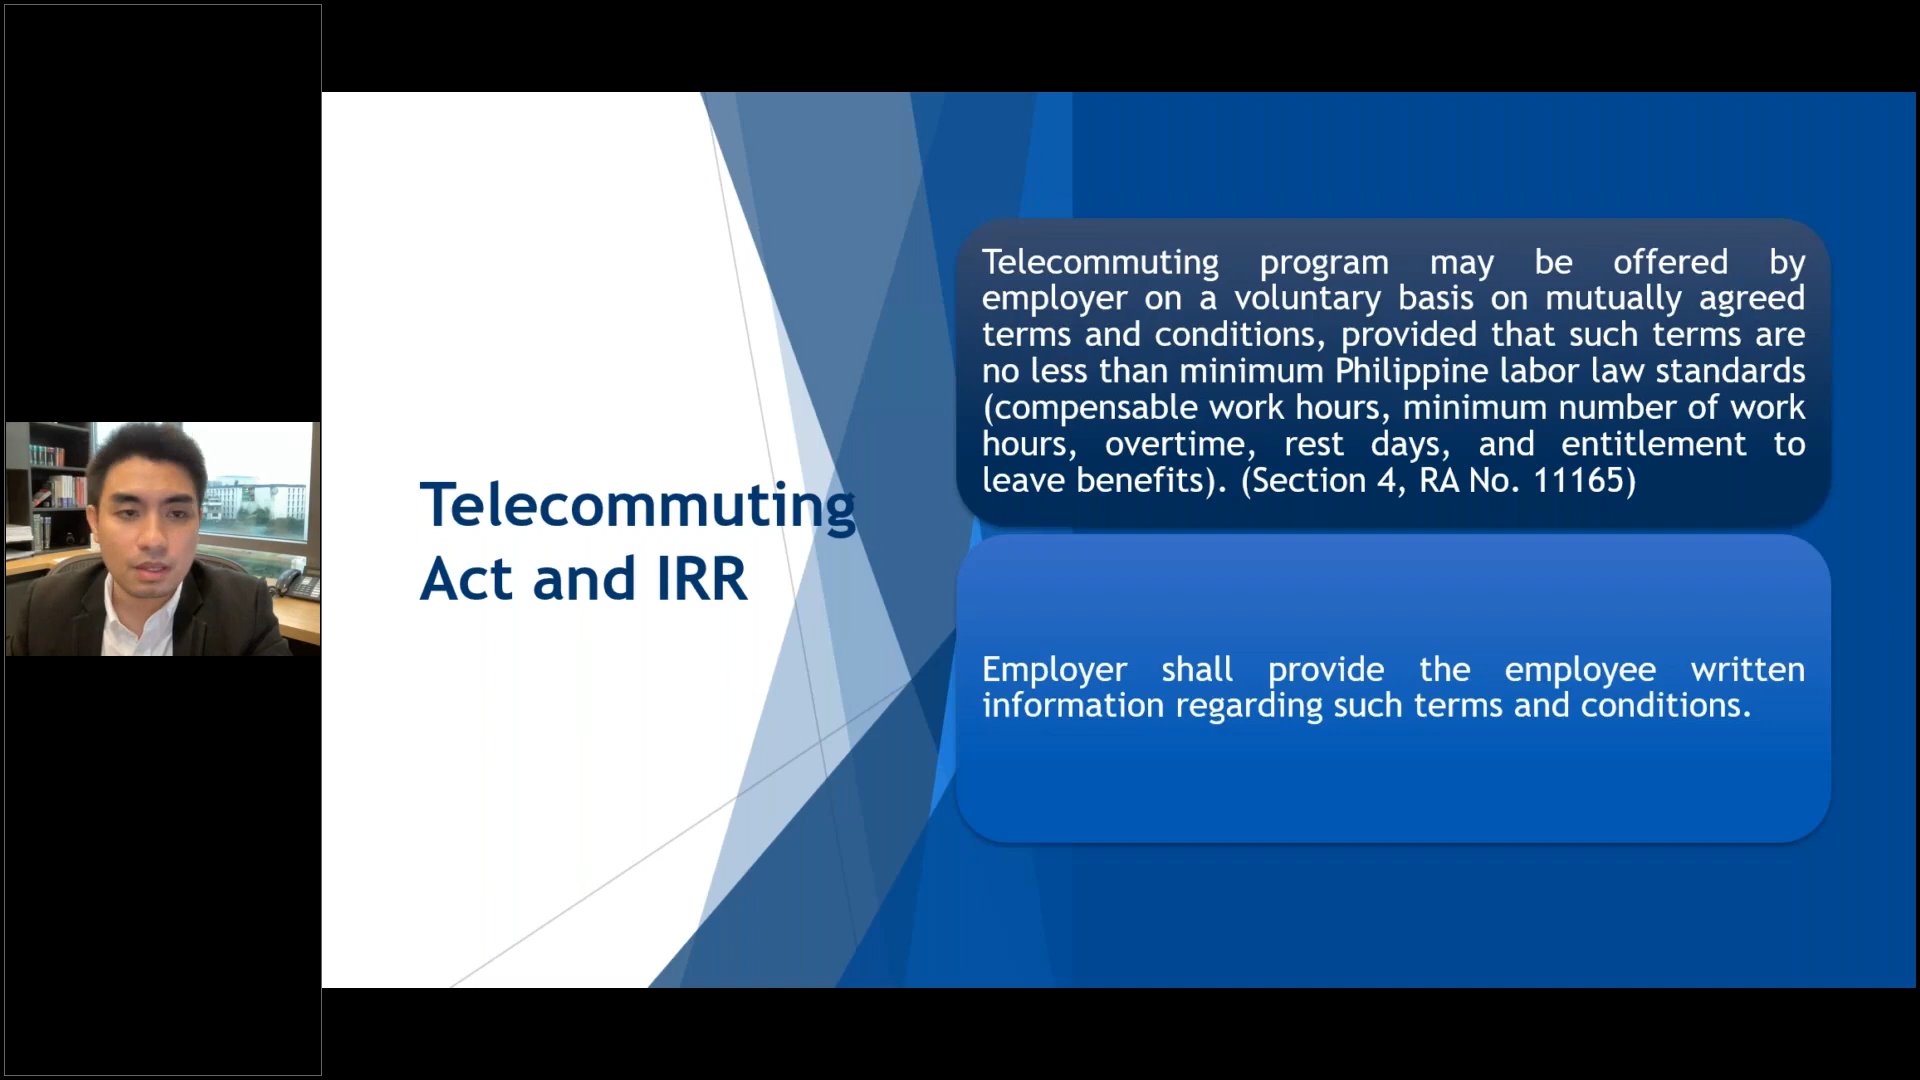 Telecommuting
Act and IRR
Telecommuting program may be offered by
employer on a voluntary basis on mutually agreed
terms and conditions, provided that such terms are
no less than minimum Philippine labor law standards
(compensable work hours, minimum number of work
hours, overtime, rest days, and entitlement to
leave benefits). (Section 4, RA No. 11165)
Employer shall provide the employee written
information regarding such terms and conditions.